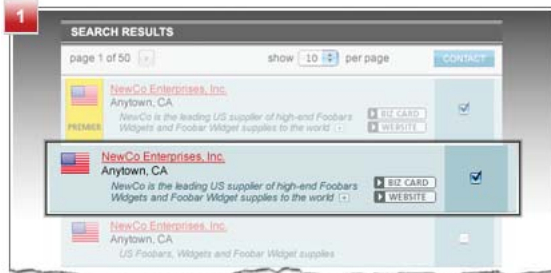 1
SEARCH RESULTS
page 1 of 50 show 10 per page CONTACT
NewCo Enterprises, Inc.
Anytown, CA
NewCo is the leading US supplier of high-end Foobars BIZ CARD
PREMIER Widgets and Foobar Widget supplies to the world WEBSITE
NewCo Enterprises, Inc.
Anytown, CA
NewCo is the leading US supplier of high-end Foobars BIZ CARD
Widgets and Foobar Widget supplies to the world WEBSITE
NewCo Enterprises, Inc.
Anytown, CA
US Foobars, Widgets and Foobar Widget supplies